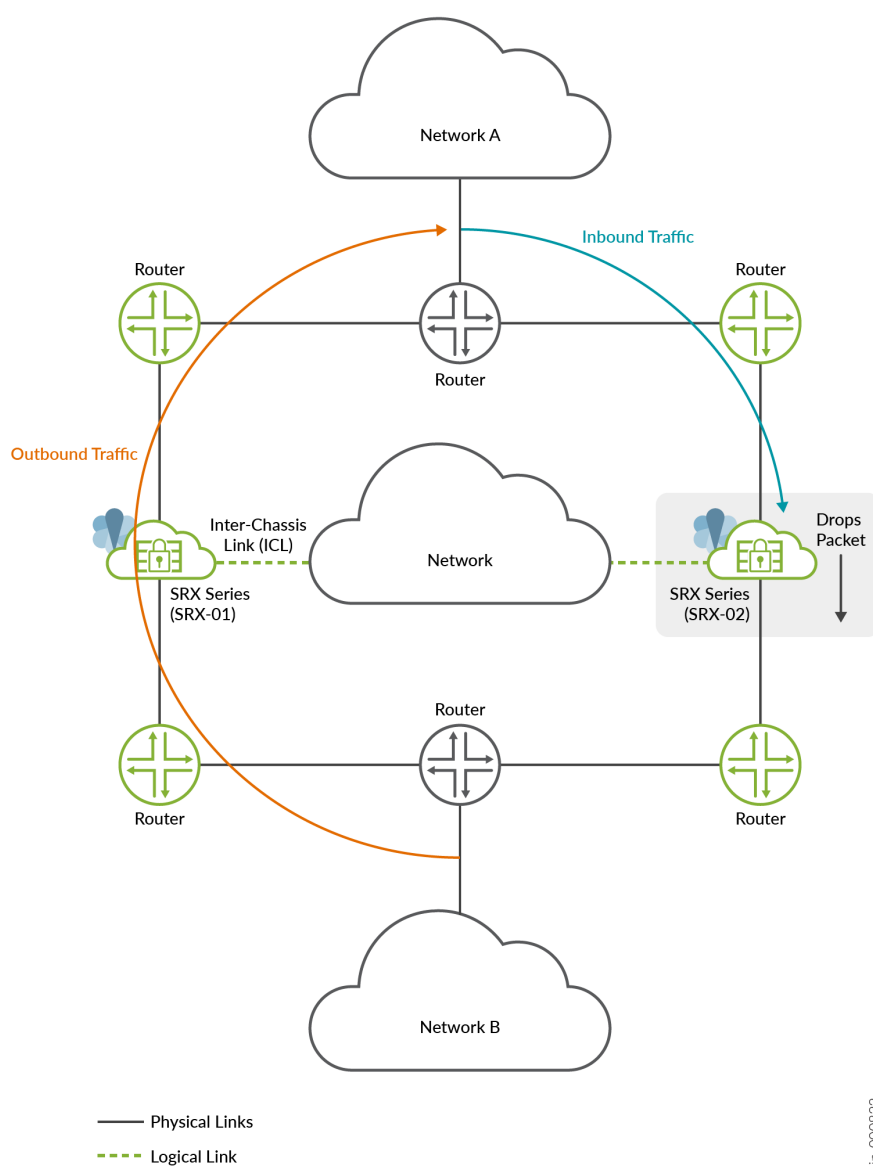 Network A
Inbound Traffic
Router
Router
Router
Outbound Traffic
Inter-Chassis
Link (ICL)
Network
Drops
Packet
SRX Series
(SRX-01)
SRX Series
(SRX-02)
Router
Router
Router
Network B
Physical Links
Logical Link